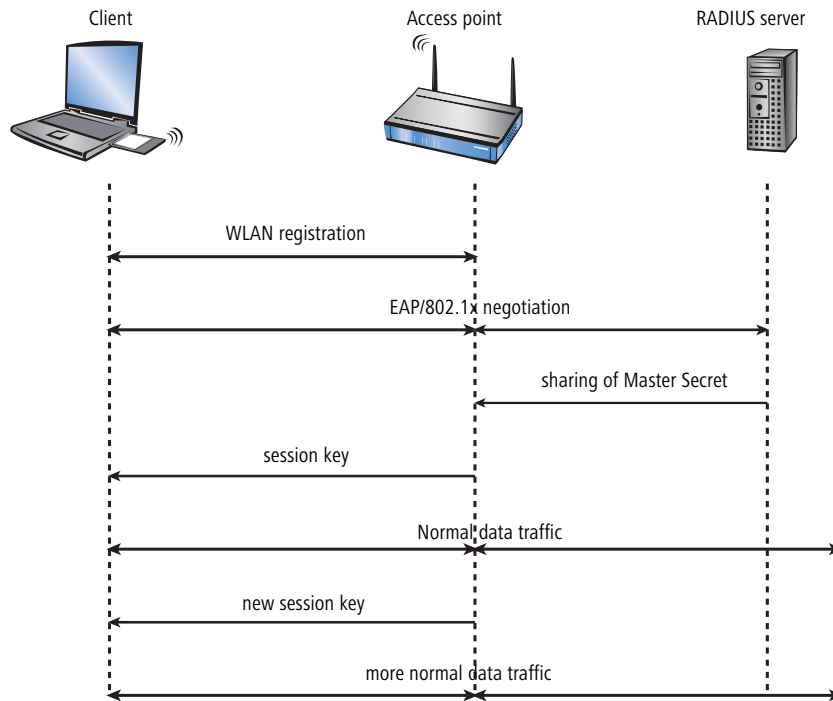 Client
Access point
RADIUS server
WLAN registration
EAP/802.1x negotiation
sharing of Master Secret
session key
Normal data traffic
new session key
more normal data traffic